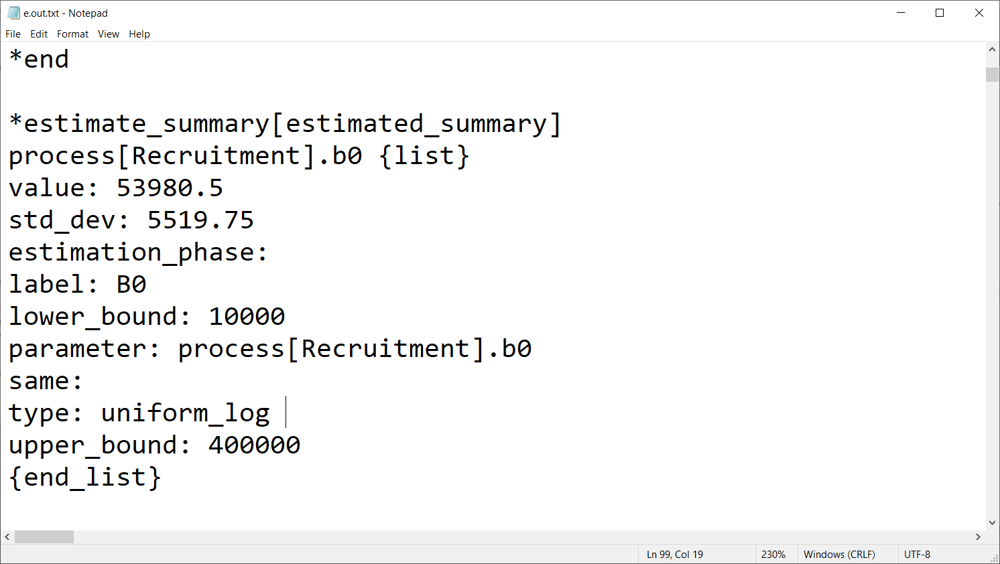 e.out.txt - Notepad
File Edit Format View Help
*end
*estimate_summary[estimated_summary]
process[Recruitment].b0 {list}
value: 53980.5
std_dev: 5519.75
estimation_phase:
label: B0
lower_bound: 10000
parameter: process[Recruitment].b0
same:
type: uniform_log
upper_bound: 400000
{end_list}
Ln 99, Col 19 230% Windows (CRLF) UTF-8